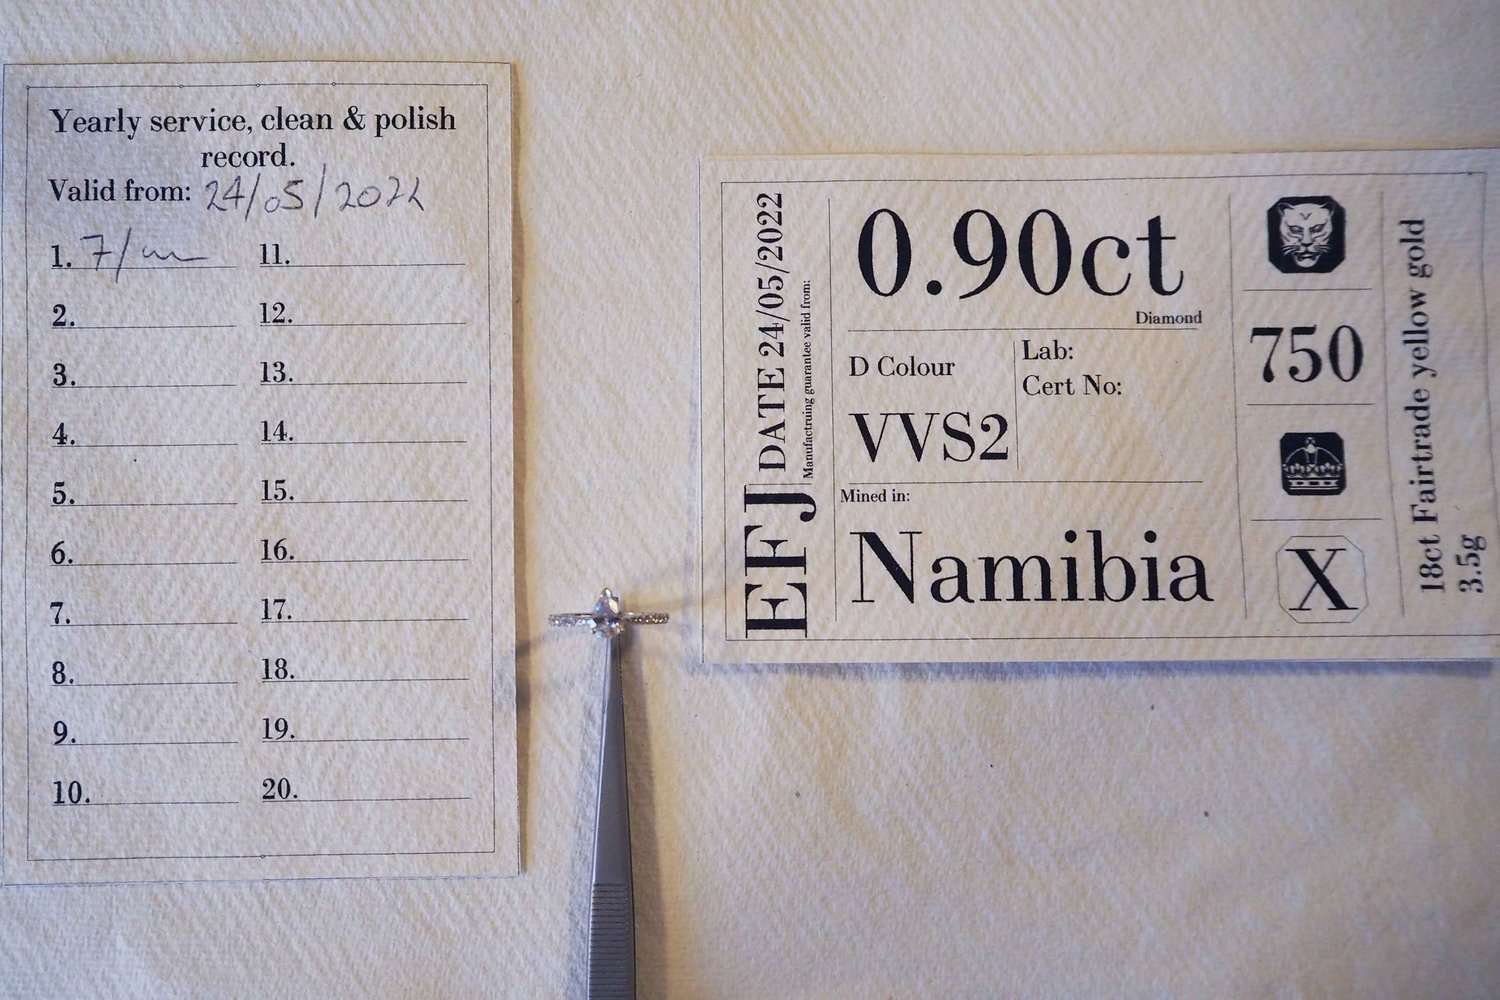 Yearly service, clean & polish
record.
Valid from: 24/05/2022
1. 7/
2.
3.
4.
5.
6.
7.
8.
9.
10.
11.
12.
13.
14.
15.
16.
17.
18.
19.
20.
EFJ DATE 24/05/2022
Manufactruing guarantee valid from:
0.90ct
Diamond
D Colour
VVS2
Lab:
Cert No:
Mined in:
Namibia
750
X
18ct Fairtrade yellow gold
3.5g